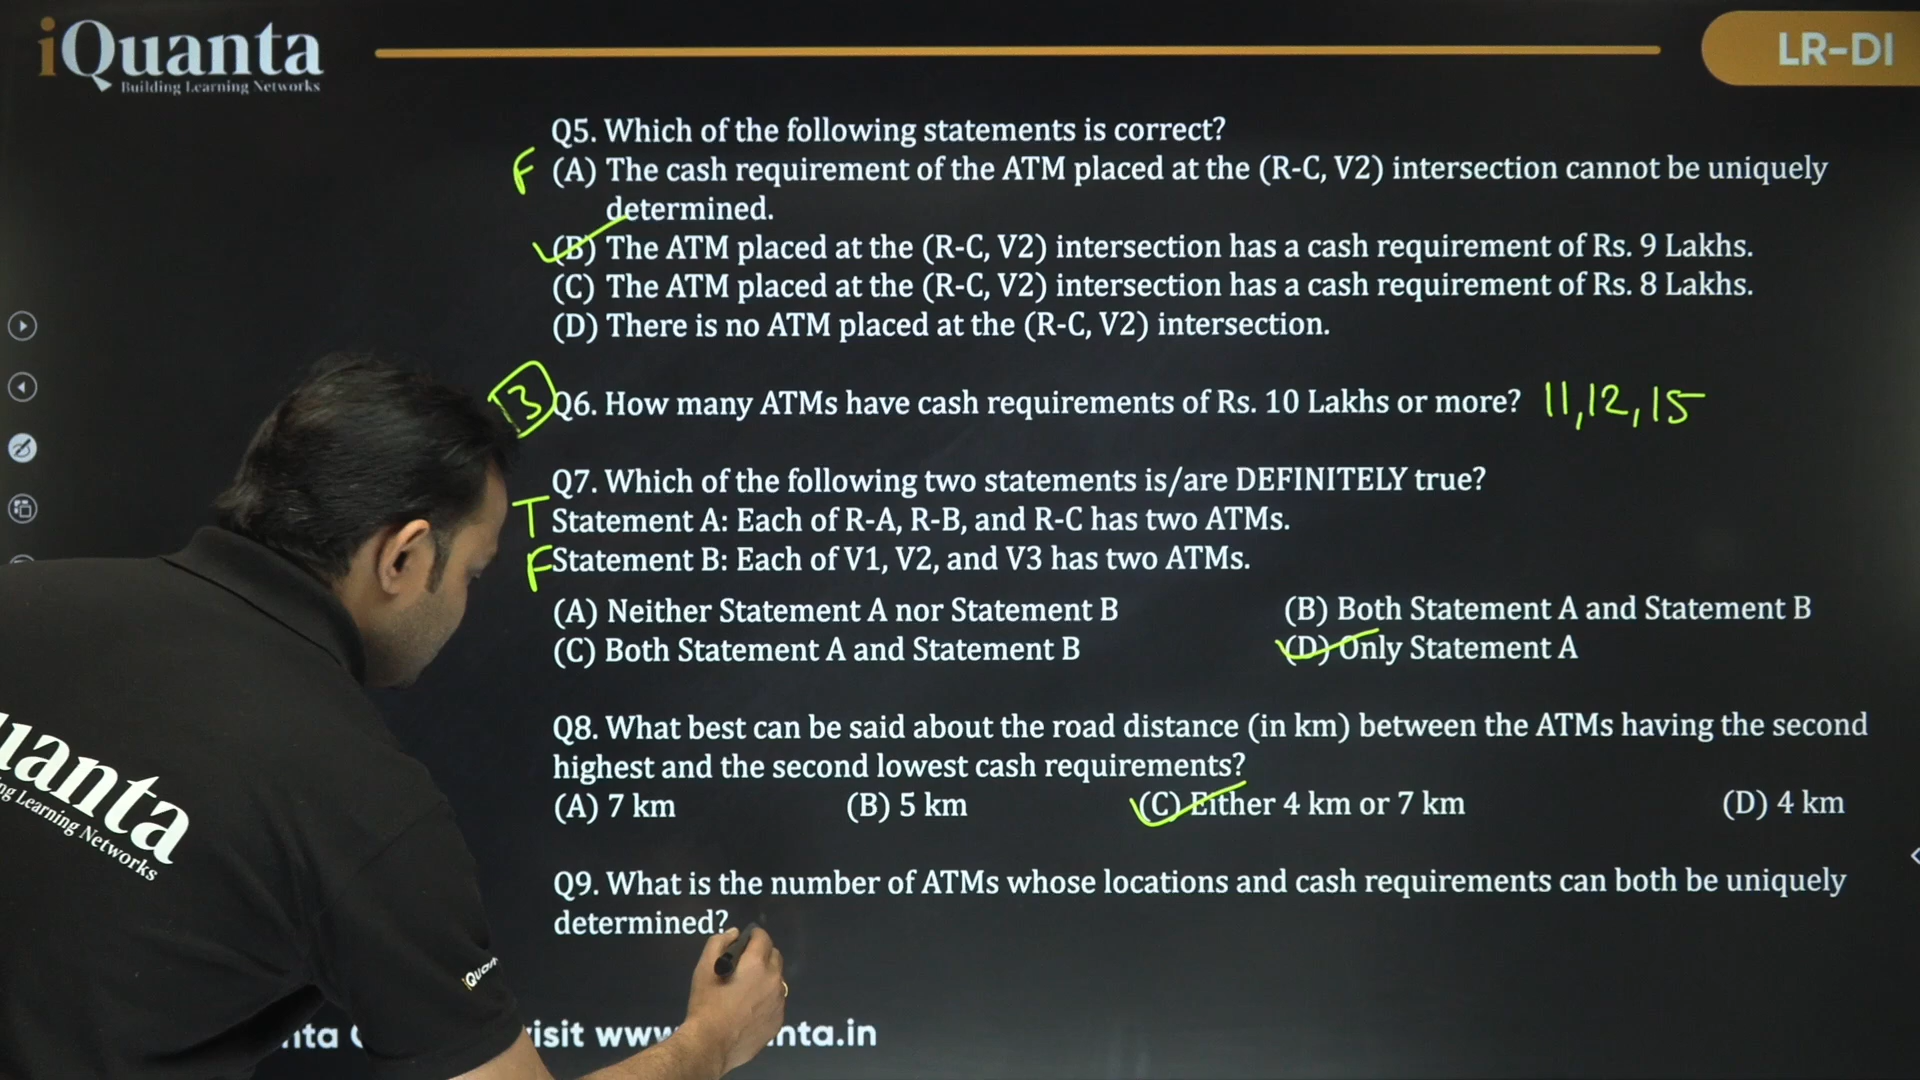 iQuanta
Building Learning Networks
LR-DI
Q5. Which of the following statements is correct?
F (A) The cash requirement of the ATM placed at the (R-C, V2) intersection cannot be uniquely
determined.
(B) The ATM placed at the (R-C, V2) intersection has a cash requirement of Rs. 9 Lakhs.
(C) The ATM placed at the (R-C, V2) intersection has a cash requirement of Rs. 8 Lakhs.
(D) There is no ATM placed at the (R-C, V2) intersection.
3 Q6. How many ATMs have cash requirements of Rs. 10 Lakhs or more? 11, 12, 15
Q7. Which of the following two statements is/are DEFINITELY true?
T Statement A: Each of R-A, R-B, and R-C has two ATMs.
F Statement B: Each of V1, V2, and V3 has two ATMs.
(A) Neither Statement A nor Statement B (B) Both Statement A and Statement B
(C) Both Statement A and Statement B (D) Only Statement A
Q8. What best can be said about the road distance (in km) between the ATMs having the second
highest and the second lowest cash requirements?
(A) 7 km (B) 5 km (C) Either 4 km or 7 km (D) 4 km
Q9. What is the number of ATMs whose locations and cash requirements can both be uniquely
determined?
uanta
ng Learning Networks
iQuan
nta isit www nta.in